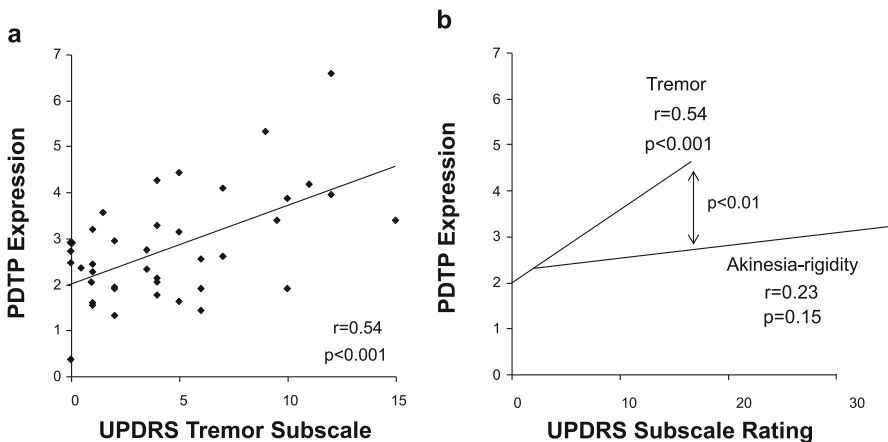 a
7
6
5
4
3
2
1
0
PDTP Expression
r=0.54
p<0.001
0 5 10 15
UPDRS Tremor Subscale
b
7
6
5
4
3
2
1
0
PDTP Expression
Tremor
r=0.54
p<0.001
p<0.01
Akinesia-rigidity
r=0.23
p=0.15
0 10 20 30
UPDRS Subscale Rating